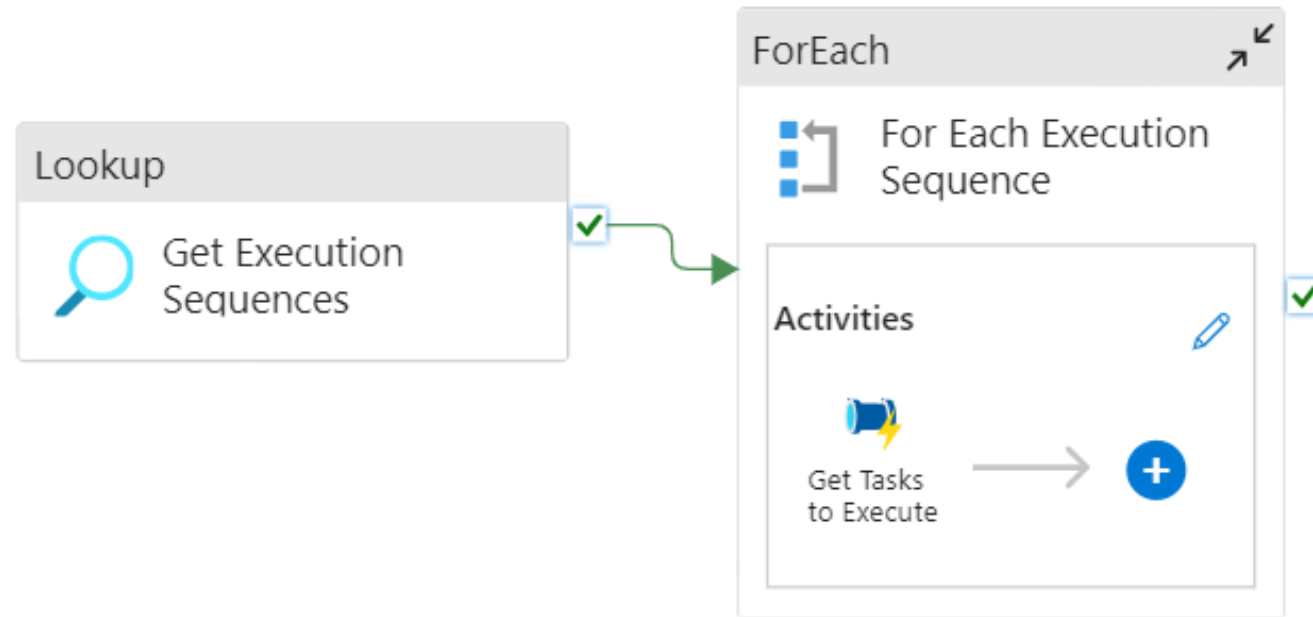 Lookup
Get Execution
Sequences
ForEach
For Each Execution
Sequence
Activities
Get Tasks
to Execute